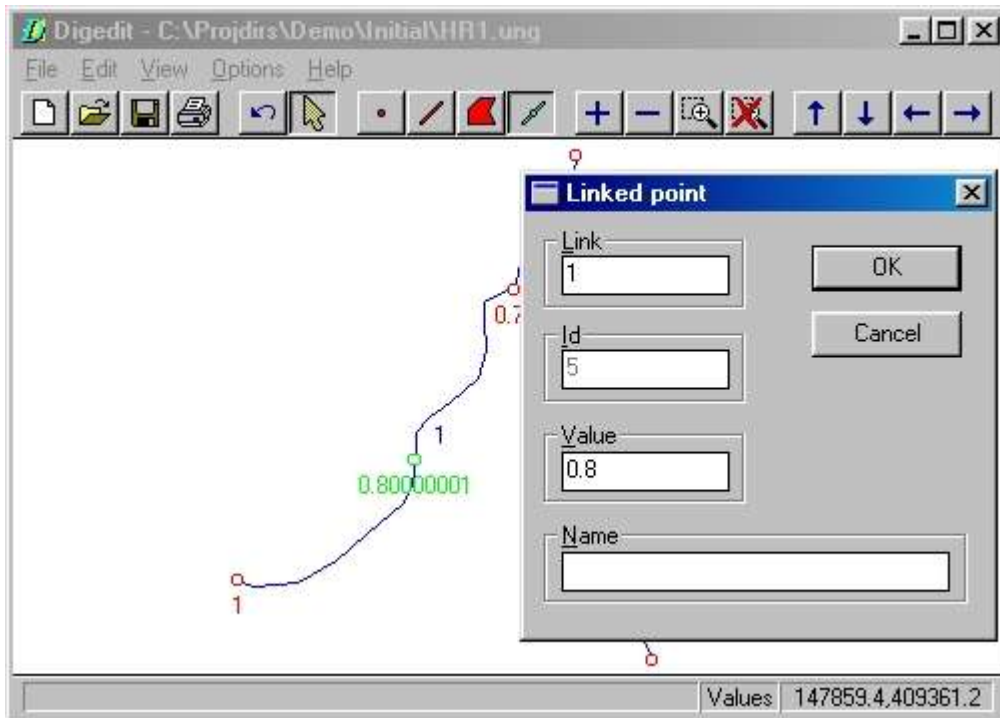 Digedit - C:\Projdirs\Demo\Initial\HR1.ung
File Edit View Options Help
Linked point
Link
1
OK
Id
5
Cancel
Value
0.8
Name
0.7
1
0.80000001
1
Values 147859.4,409361.2